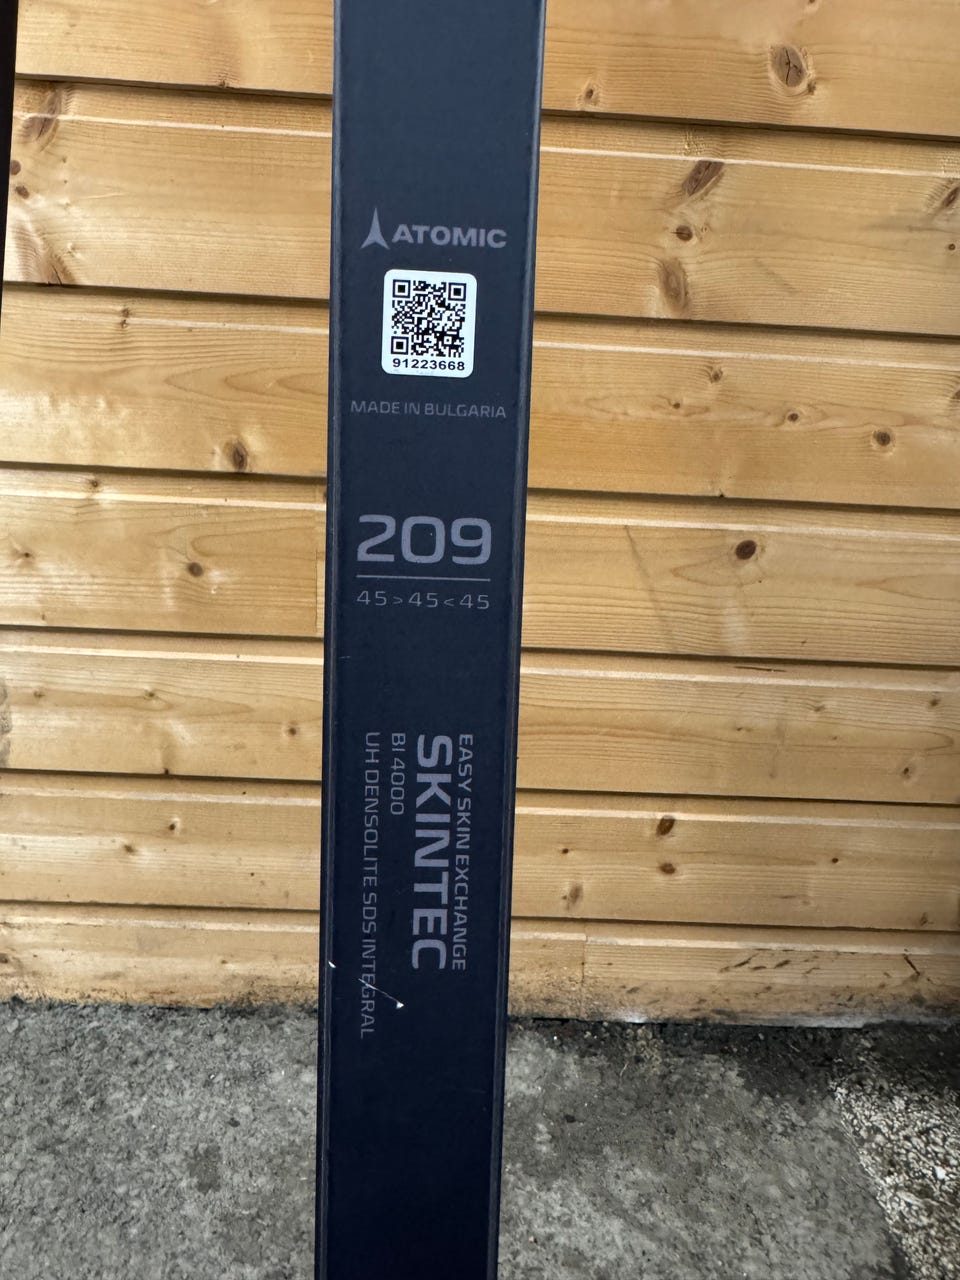 ATOMIC
91223668
MADE IN BULGARIA
209
45 > 45 < 45
EASY SKIN EXCHANGE
SKINTEC
BI 4000
UH DENSOLITE SDS INTEGRAL